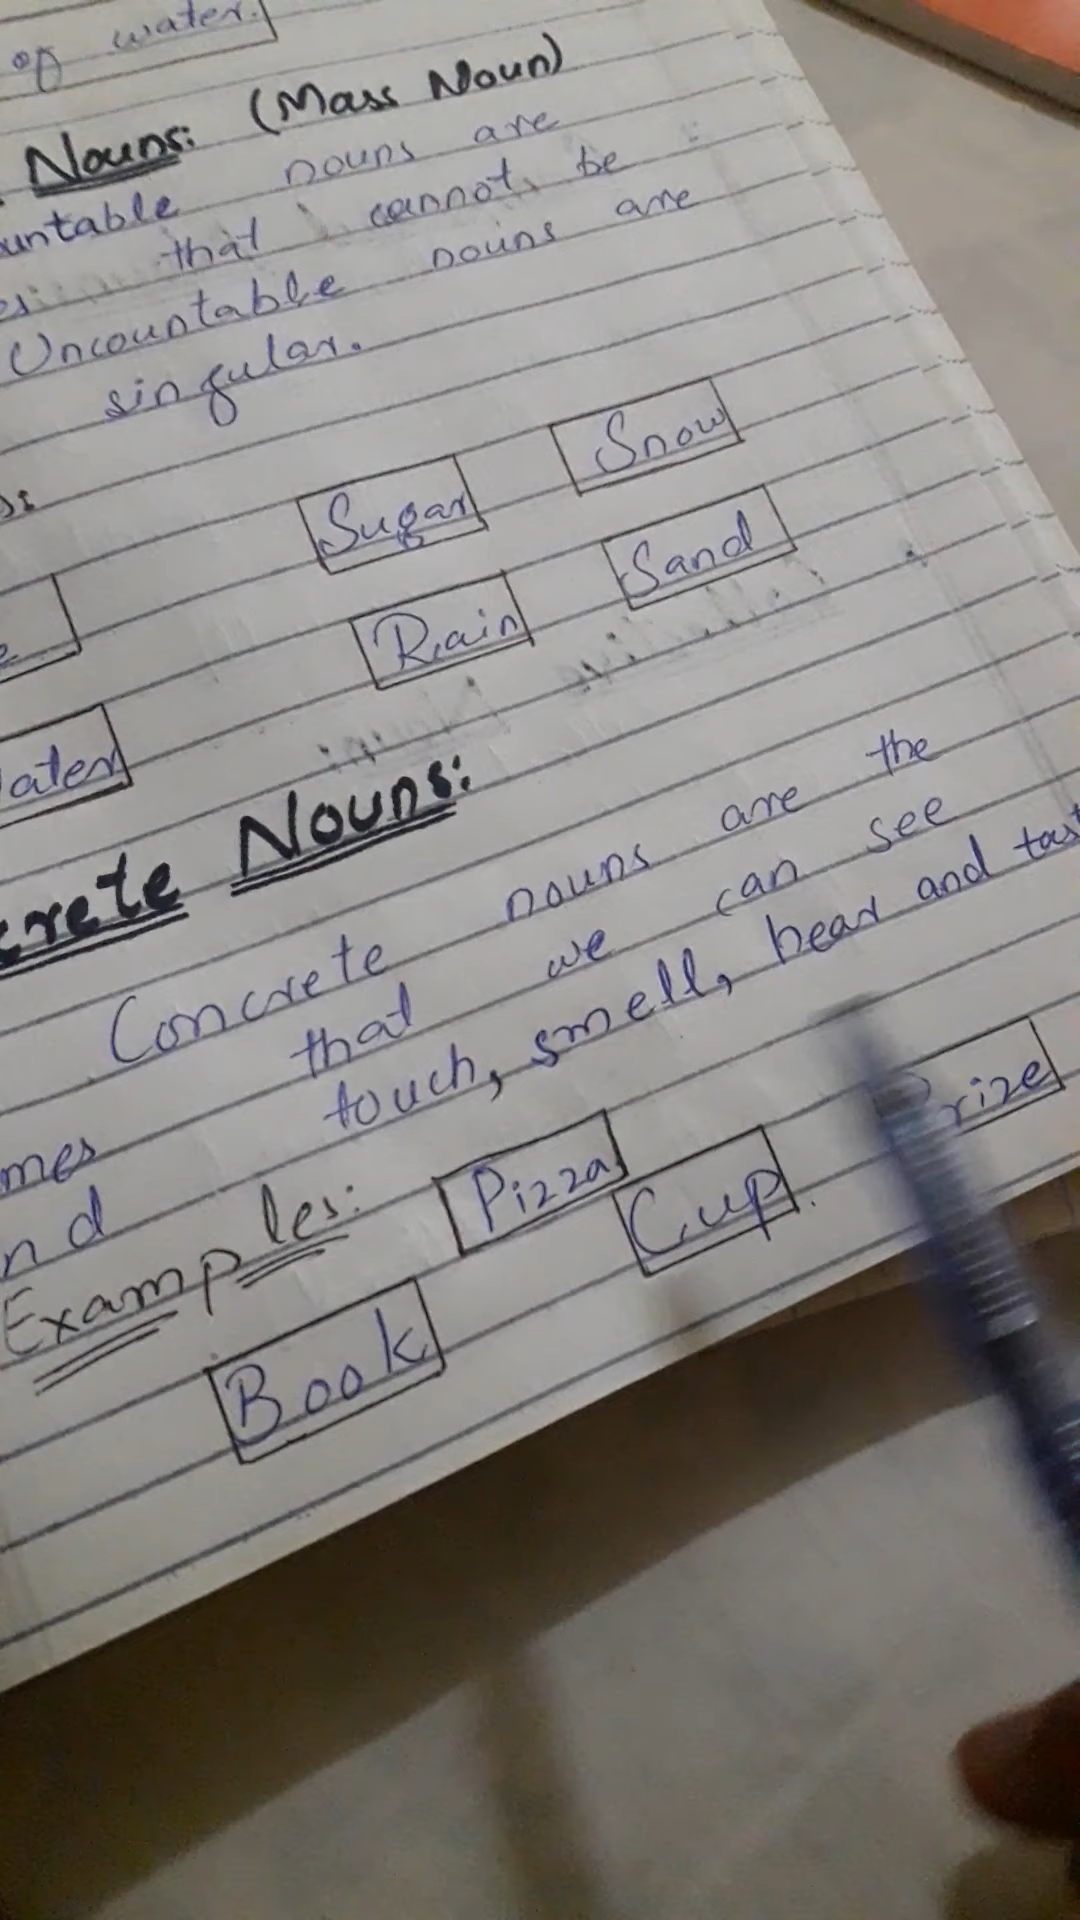 of water.
Nouns: (Mass Noun)
untable nouns are
that cannot be
Uncountable nouns are
singular.
Sugar Snow
Rain Sand
ater
crete Nouns:
Concrete nouns are the
mes that we can see
nd touch, smell, hear and tast
Examples: Pizza Cup rize
Book